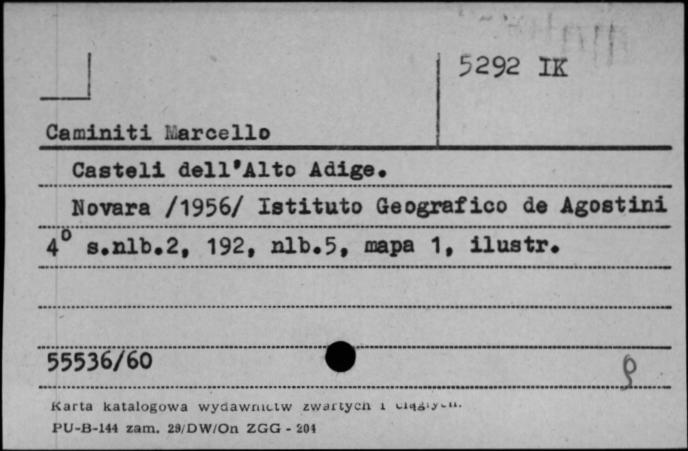 5292 IK
Caminiti Marcello
Casteli dell'Alto Adige.
Novara /1956/ Istituto Geografico de Agostini
4° s.nlb.2, 192, nlb.5, mapa 1, ilustr.
55536/60
Karta katalogowa wydawnictw zwartych i ciągłych.
PU-B-144 zam. 29/DW/On ZGG - 204